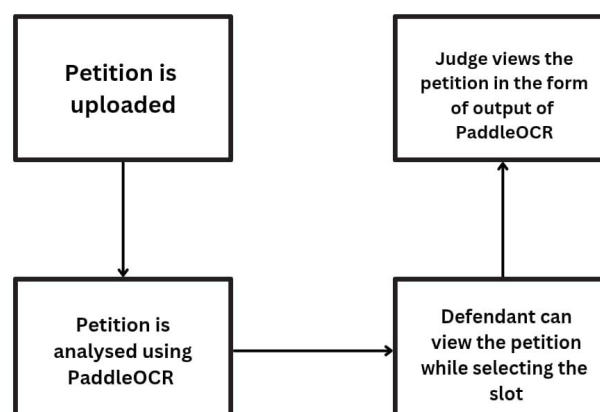 Petition is
uploaded
Petition is
analysed using
PaddleOCR
Defendant can
view the petition
while selecting the
slot
Judge views the
petition in the form
of output of
PaddleOCR